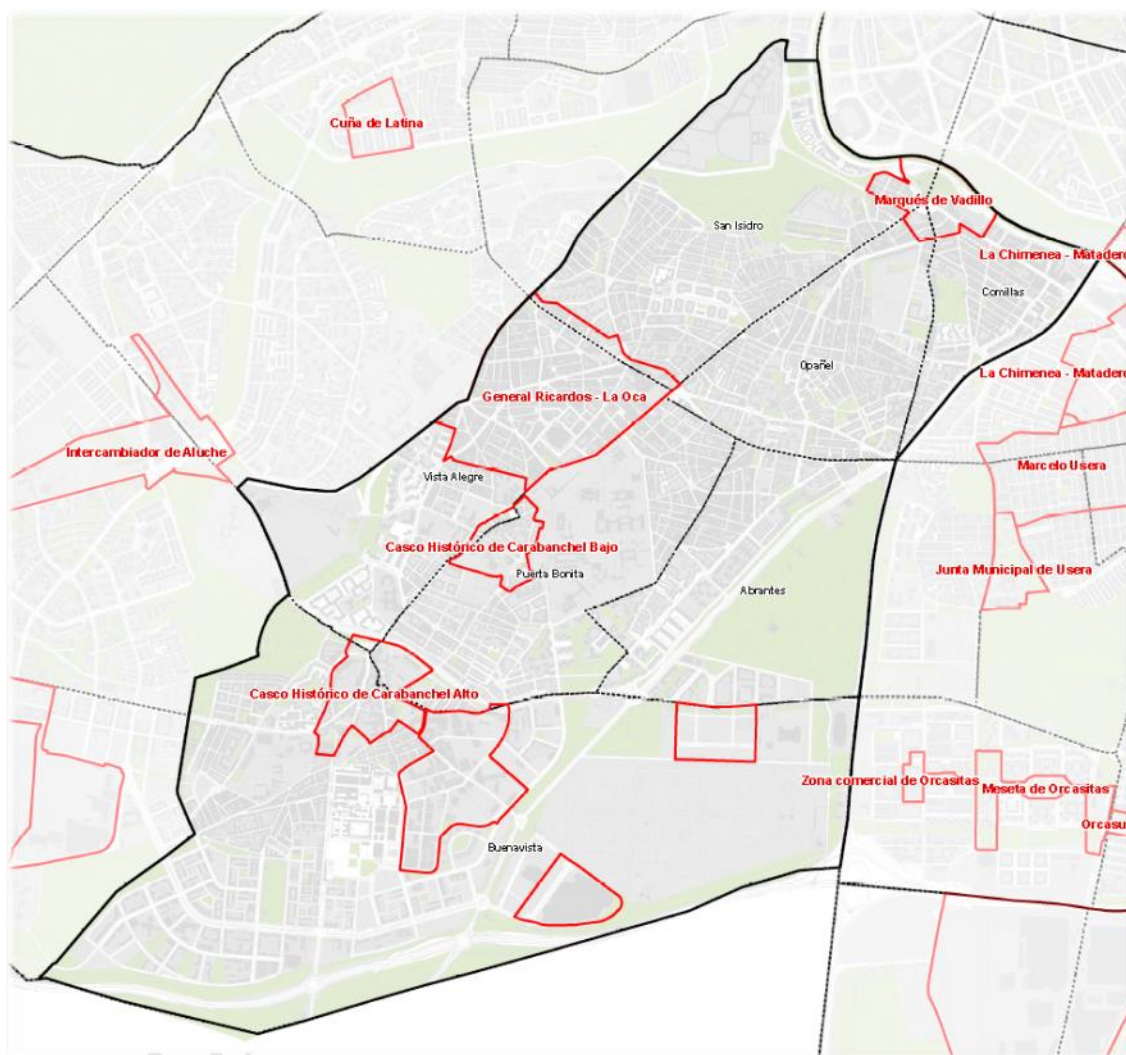 Cuña de Latina
Marqués de Vadillo
San Isidro
La Chimenea - Matadero
Comillas
Opañel
La Chimenea - Matadero
General Ricardos - La Oca
Intercambiador de Aluche
Marcelo Usera
Vista Alegre
Casco Histórico de Carabanchel Bajo
Puerta Bonita
Junta Municipal de Usera
Abrantes
Casco Histórico de Carabanchel Alto
Zona comercial de Orcasitas
Meseta de Orcasitas
Orcasu
Buenavista